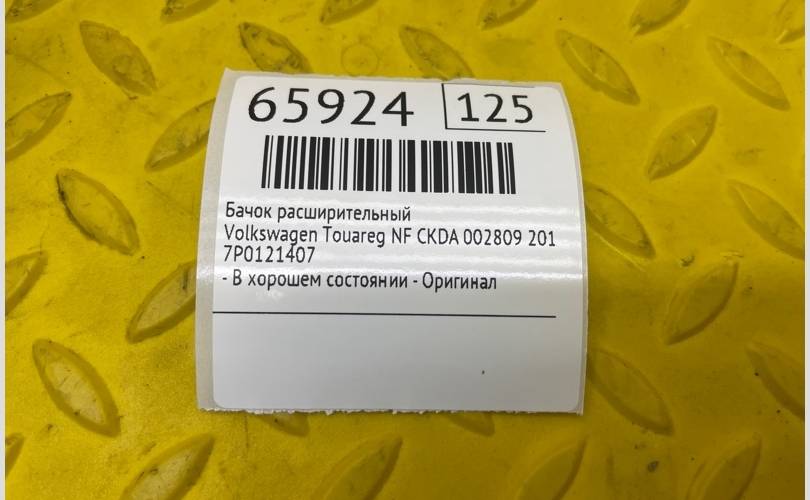 65924 125
Бачок расширительный
Volkswagen Touareg NF CKDA 002809 201
7P0121407
- В хорошем состоянии - Оригинал